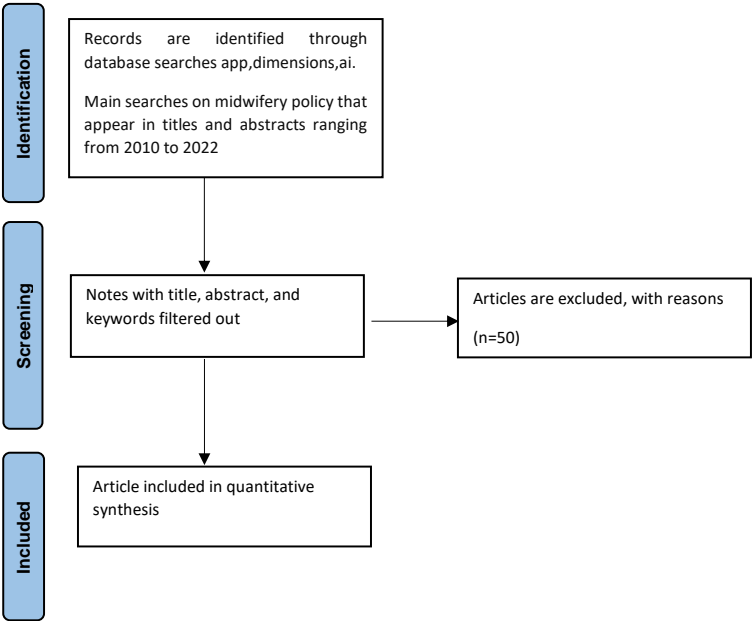 Identification
Records are identified through
database searches app,dimensions,ai.
Main searches on midwifery policy that
appear in titles and abstracts ranging
from 2010 to 2022
Screening
Notes with title, abstract, and
keywords filtered out
Articles are excluded, with reasons
(n=50)
Included
Article included in quantitative
synthesis